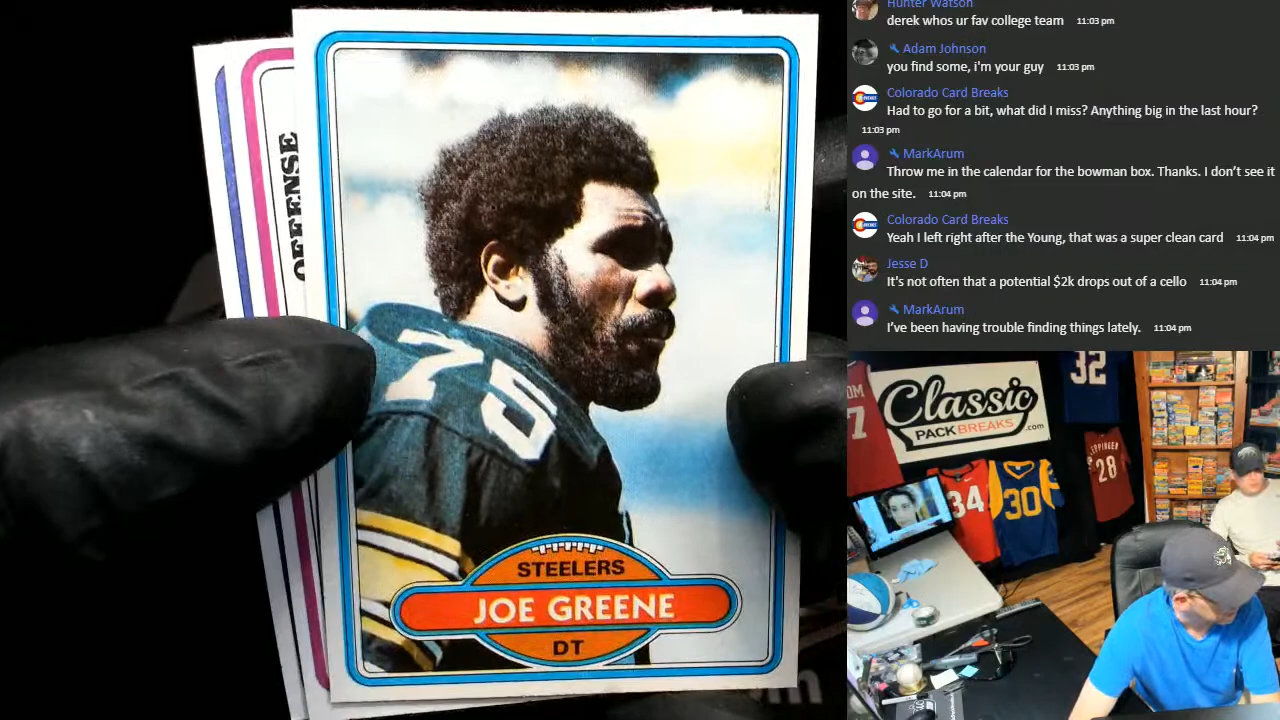 OFFENSE
75
STEELERS
JOE GREENE
DT
Hunter Watson
derek whos ur fav college team 11:03 pm
Adam Johnson
you find some, i'm your guy 11:03 pm
Colorado Card Breaks
Had to go for a bit, what did I miss? Anything big in the last hour?
11:03 pm
MarkArum
Throw me in the calendar for the bowman box. Thanks. I don't see it
on the site. 11:04 pm
Colorado Card Breaks
Yeah I left right after the Young, that was a super clean card 11:04 pm
Jesse D
It's not often that a potential $2k drops out of a cello 11:04 pm
MarkArum
I've been having trouble finding things lately. 11:04 pm
32
Classic
PACK BREAKS .com
7
34
30
28